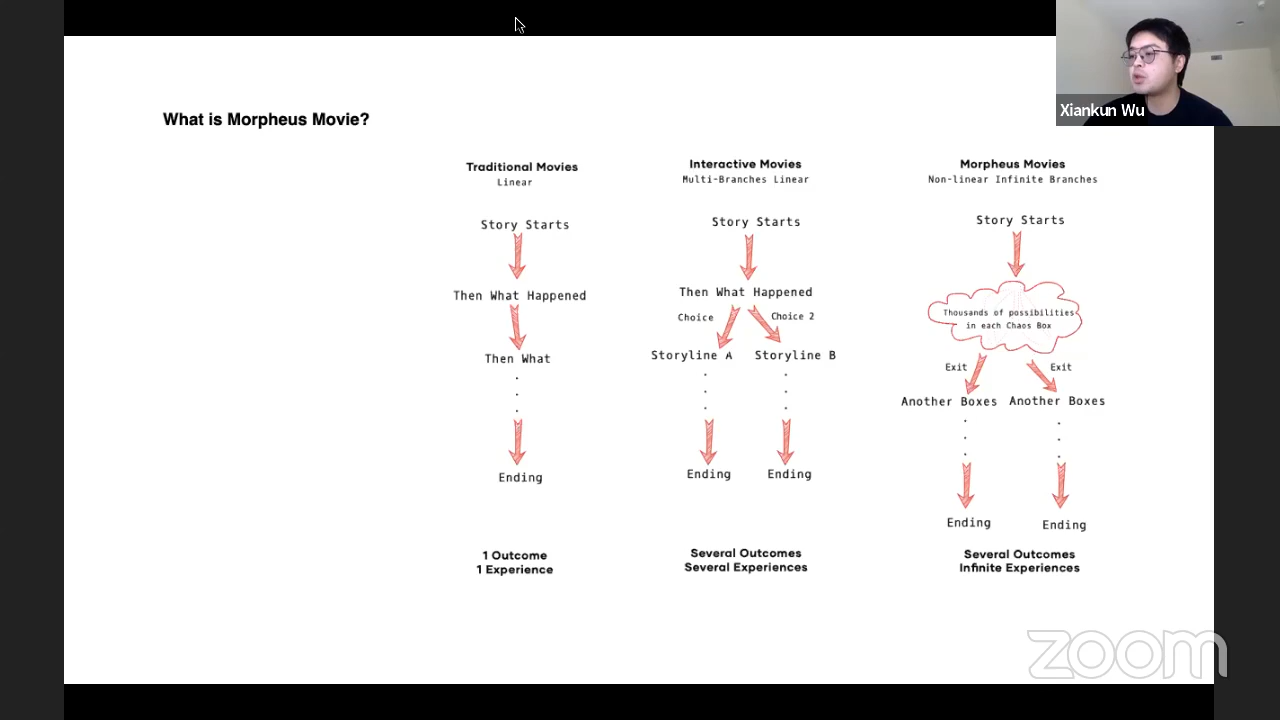 Xiankun Wu
What is Morpheus Movie?
Traditional Movies
Linear
Story Starts
Then What Happened
Then What
Ending
1 Outcome
1 Experience
Interactive Movies
Multi-Branches Linear
Story Starts
Then What Happened
Choice
Choice 2
Storyline A
Storyline B
Ending
Ending
Several Outcomes
Several Experiences
Morpheus Movies
Non-linear Infinite Branches
Story Starts
Thousands of possibilities
in each Chaos Box
Exit
Exit
Another Boxes
Another Boxes
Ending
Ending
Several Outcomes
Infinite Experiences
zoom